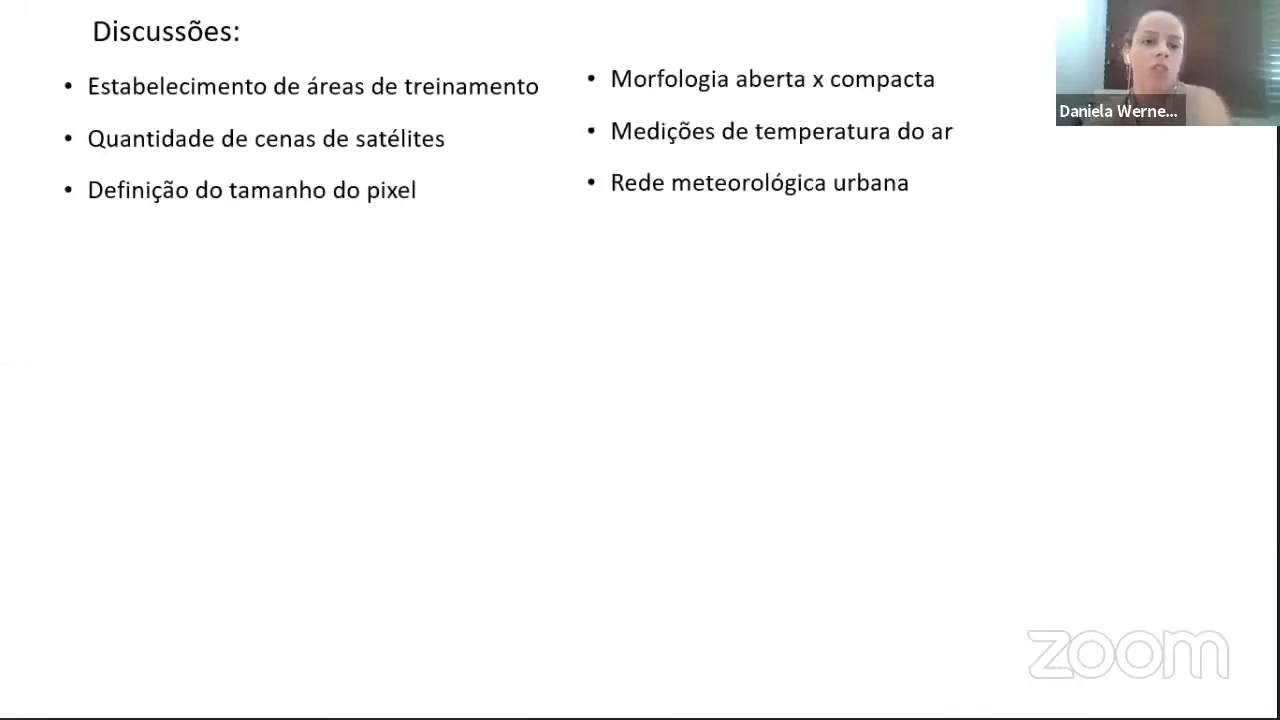 Discussões:
• Estabelecimento de áreas de treinamento
• Quantidade de cenas de satélites
• Definição do tamanho do pixel
• Morfologia aberta x compacta
• Medições de temperatura do ar
• Rede meteorológica urbana
Daniela Werne...
zoom